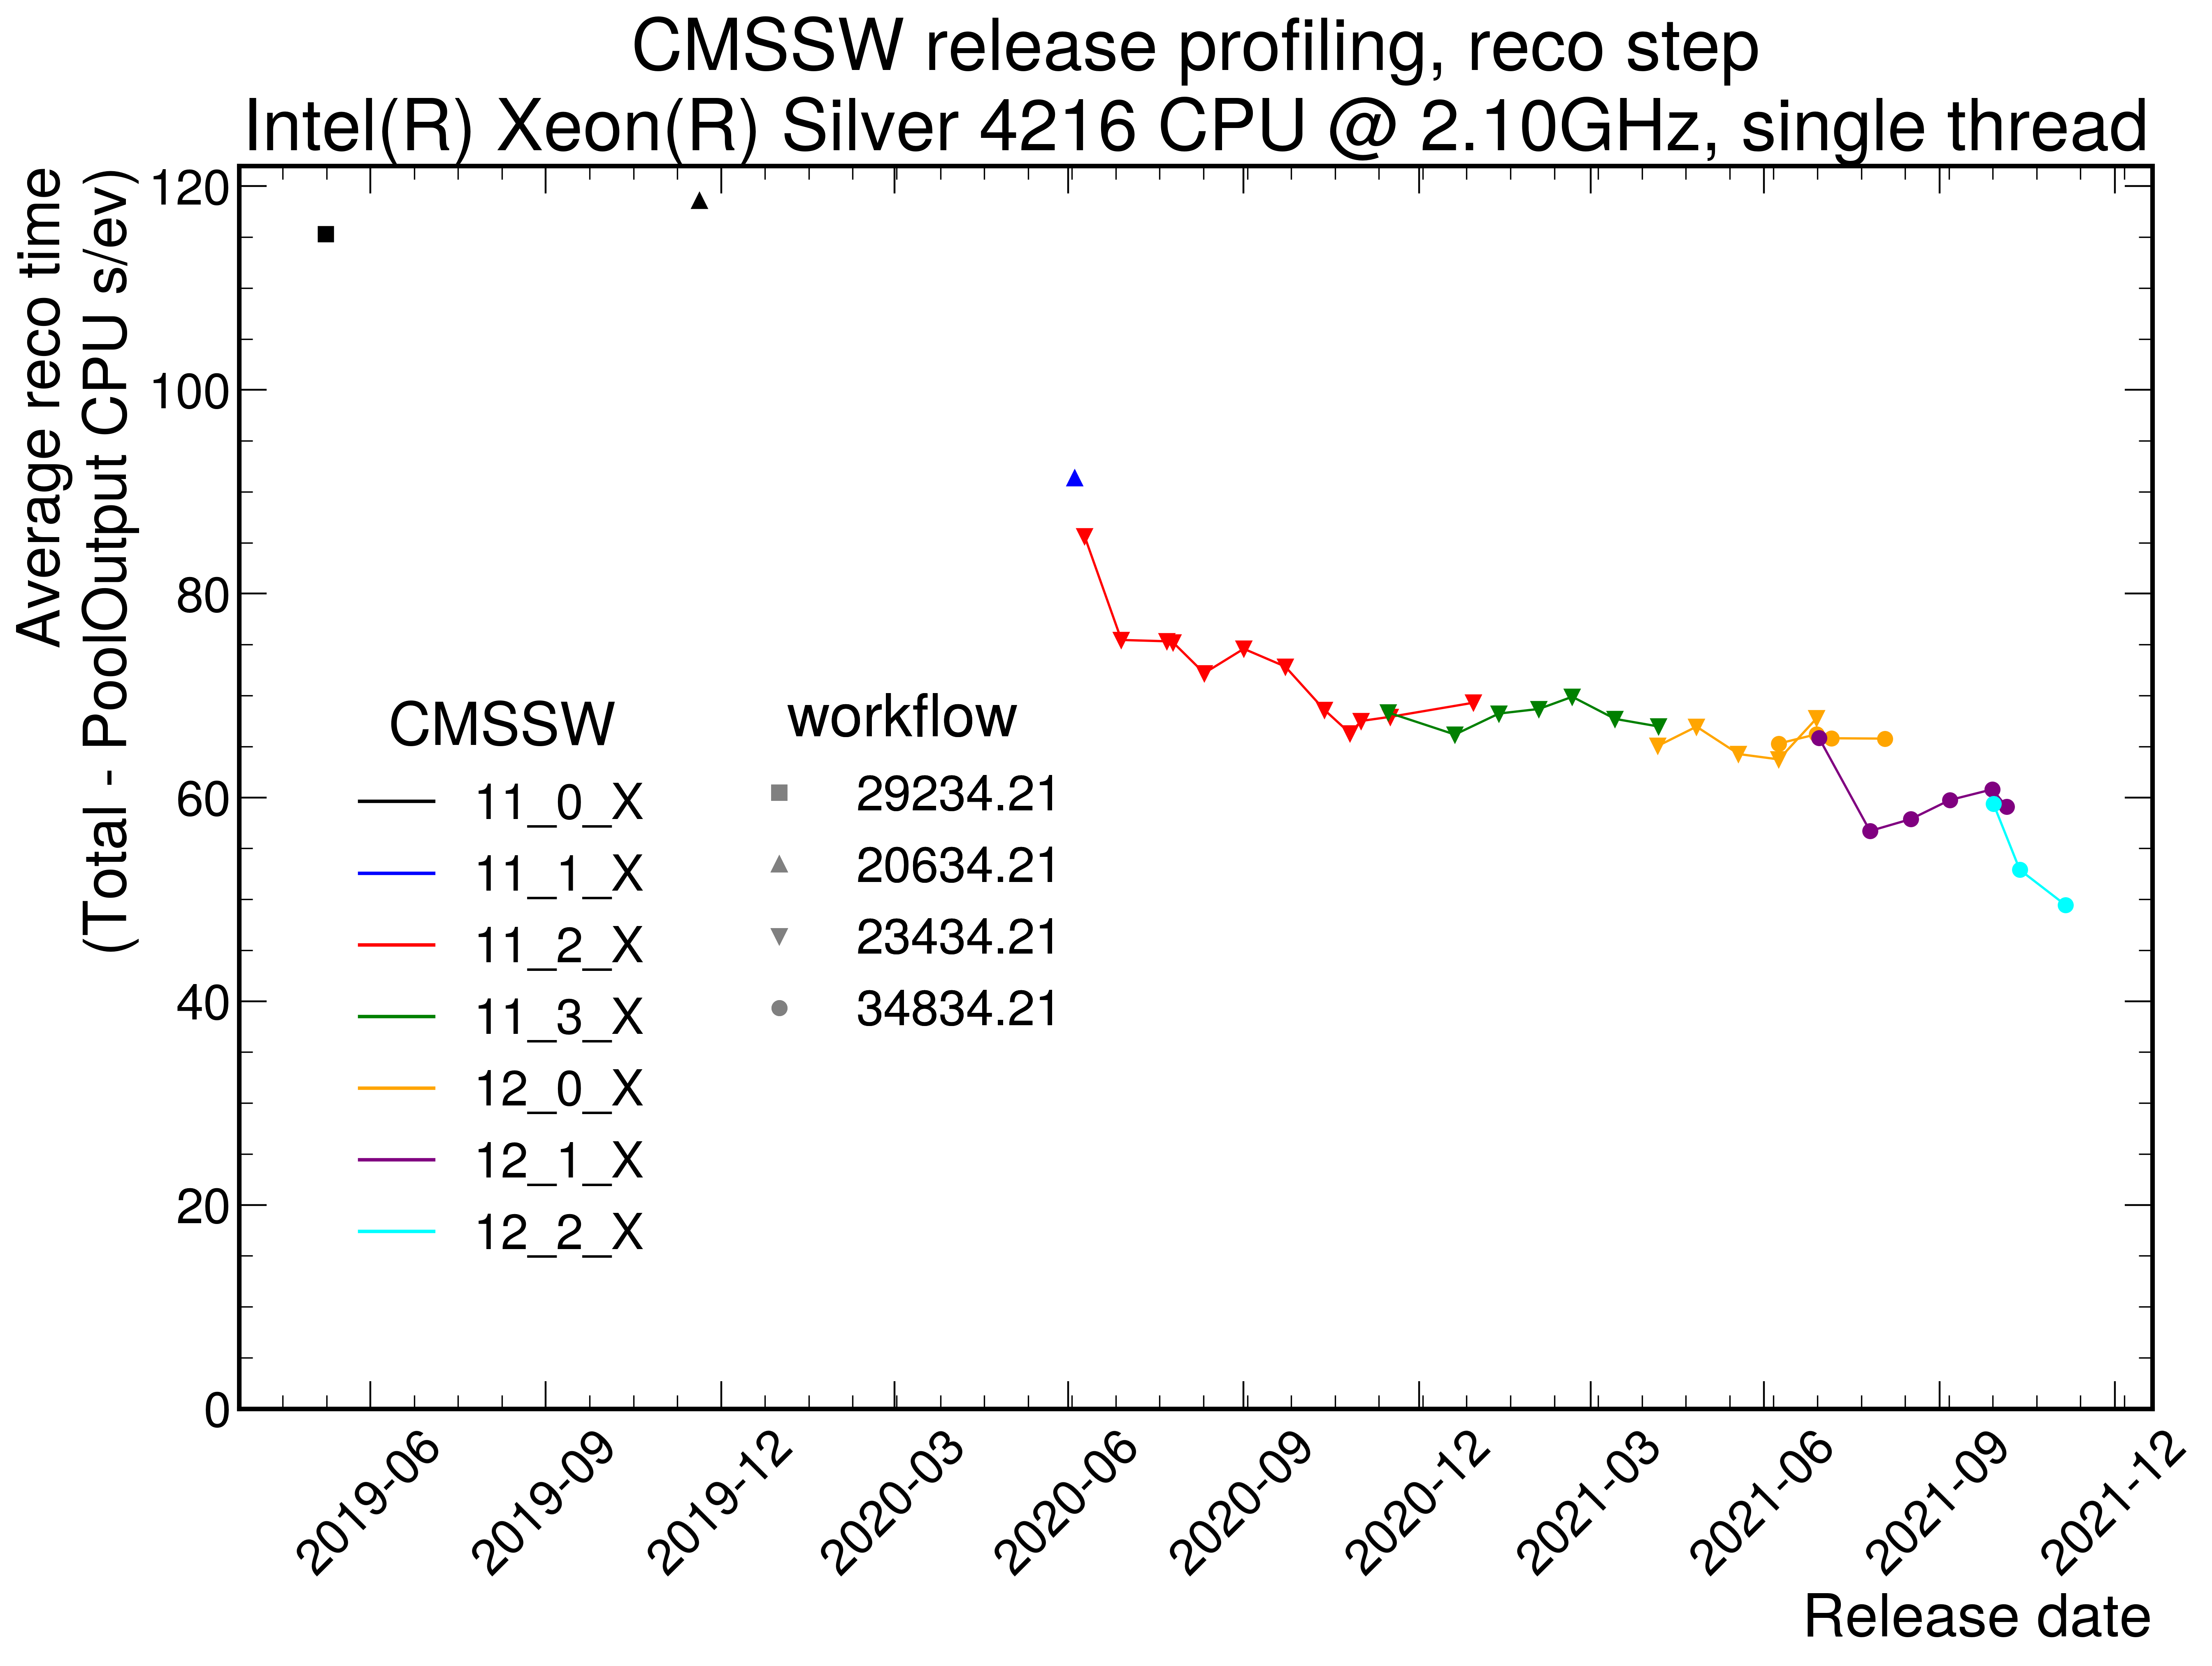 CMSSW release profiling, reco step
Intel(R) Xeon(R) Silver 4216 CPU @ 2.10GHz, single thread
Average reco time
(Total - PoolOutput CPU s/ev)
120
100
80
60
40
20
0
CMSSW
11_0_X
11_1_X
11_2_X
11_3_X
12_0_X
12_1_X
12_2_X
workflow
29234.21
20634.21
23434.21
34834.21
2019-06
2019-09
2019-12
2020-03
2020-06
2020-09
2020-12
2021-03
2021-06
2021-09
2021-12
Release date